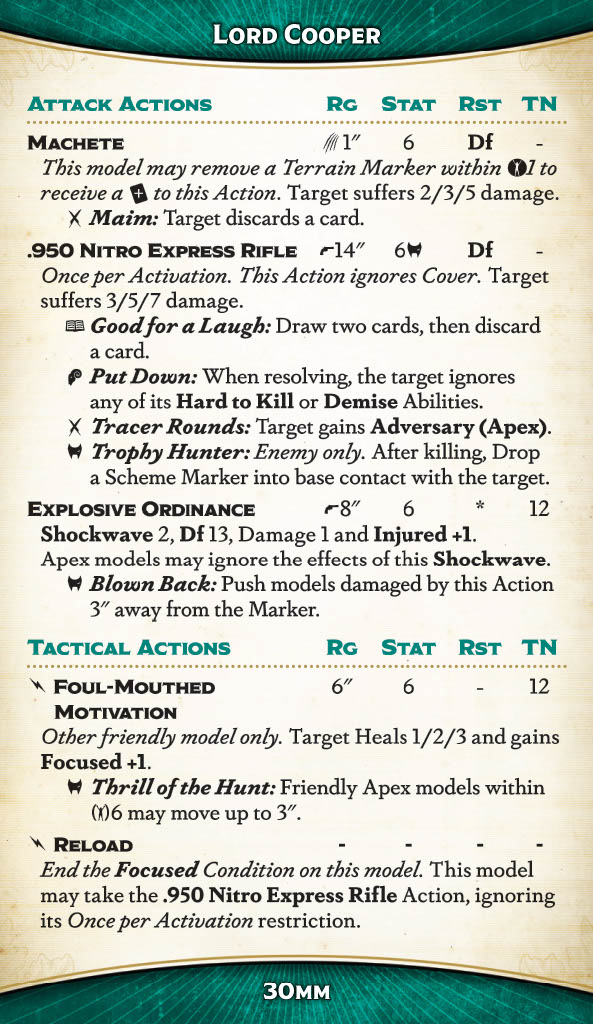 Lord Cooper
Attack Actions Rg Stat Rst TN
Machete 1″ 6 Df -
This model may remove a Terrain Marker within 1 to
receive a to this Action. Target suffers 2/3/5 damage.
Maim: Target discards a card.
.950 Nitro Express Rifle 14″ 6 Df -
Once per Activation. This Action ignores Cover. Target
suffers 3/5/7 damage.
Good for a Laugh: Draw two cards, then discard
a card.
Put Down: When resolving, the target ignores
any of its Hard to Kill or Demise Abilities.
Tracer Rounds: Target gains Adversary (Apex).
Trophy Hunter: Enemy only. After killing, Drop
a Scheme Marker into base contact with the target.
Explosive Ordinance 8″ 6 * 12
Shockwave 2, Df 13, Damage 1 and Injured +1.
Apex models may ignore the effects of this Shockwave.
Blown Back: Push models damaged by this Action
3″ away from the Marker.
Tactical Actions Rg Stat Rst TN
Foul-Mouthed 6″ 6 - 12
Motivation
Other friendly model only. Target Heals 1/2/3 and gains
Focused +1.
Thrill of the Hunt: Friendly Apex models within
6 may move up to 3″.
Reload - - - -
End the Focused Condition on this model. This model
may take the .950 Nitro Express Rifle Action, ignoring
its Once per Activation restriction.
30mm